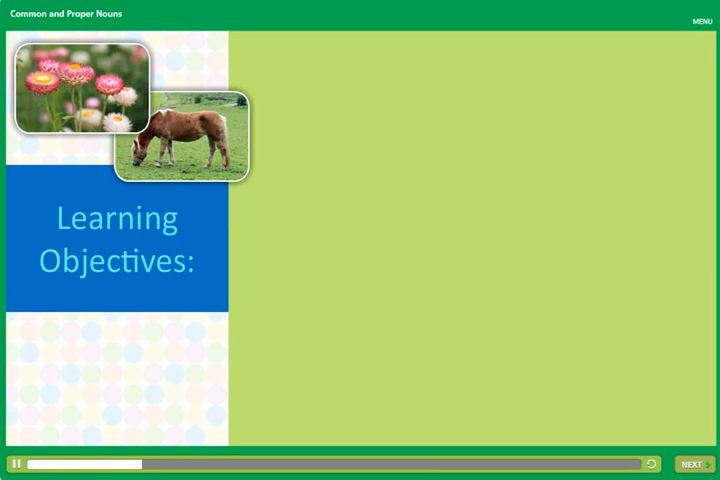 Common and Proper Nouns
MENU
Learning
Objectives:
NEXT